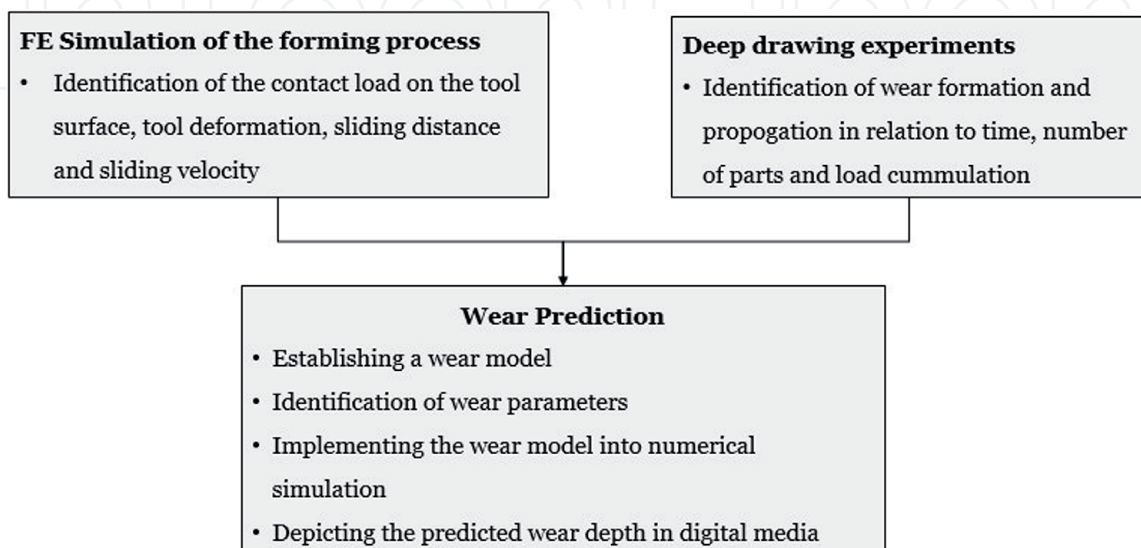 FE Simulation of the forming process
• Identification of the contact load on the tool
surface, tool deformation, sliding distance
and sliding velocity
Deep drawing experiments
• Identification of wear formation and
propogation in relation to time, number
of parts and load cummulation
Wear Prediction
• Establishing a wear model
• Identification of wear parameters
• Implementing the wear model into numerical
simulation
• Depicting the predicted wear depth in digital media